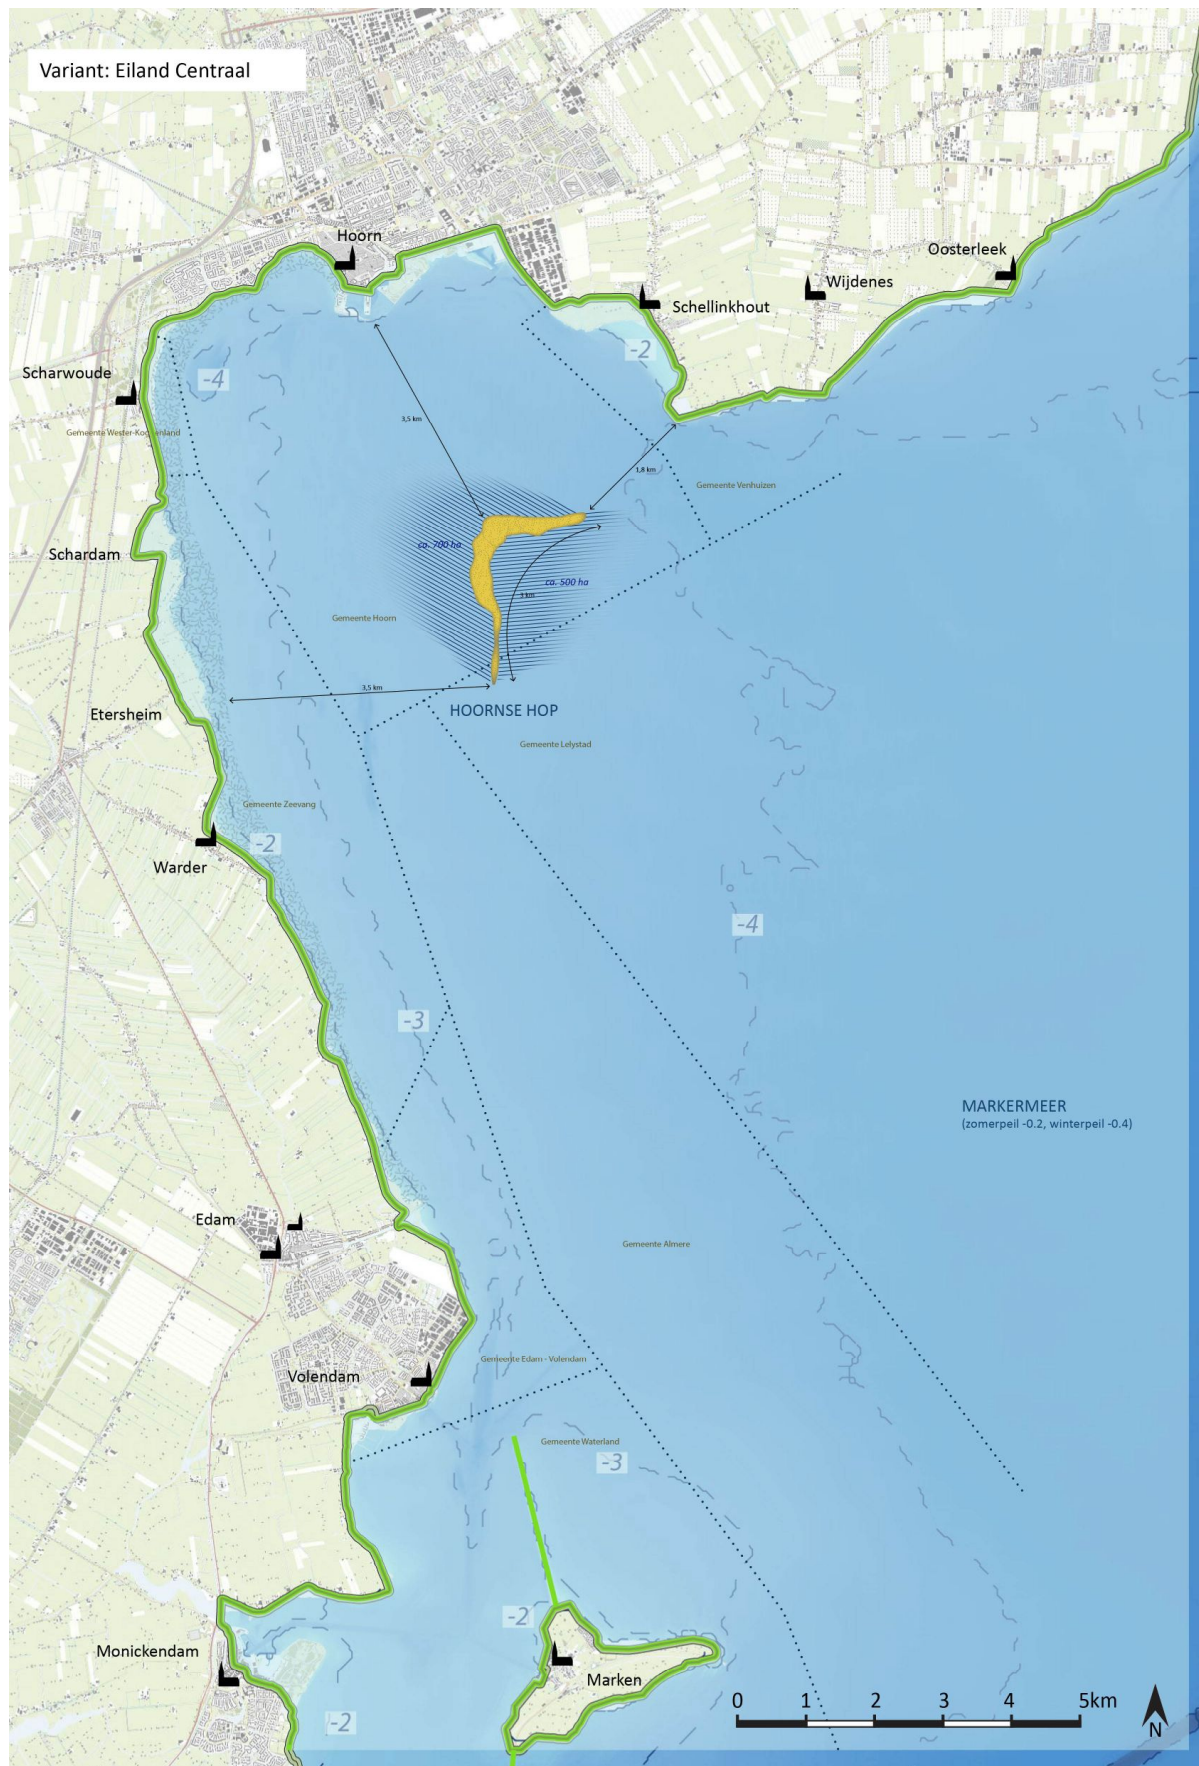 Variant: Eiland Centraal
Hoorn
Oosterleek
Wijdenes
Schellinkhout
-2
Scharwoude
-4
3,5 km
Gemeente Wester-Koggenland
1,8 km
Gemeente Venhuizen
ca. 700 ha
Schardam
ca. 500 ha
3 km
Gemeente Hoorn
3,5 km
HOORNSE HOP
Etersheim
Gemeente Lelystad
Gemeente Zeevang
-2
Warder
-4
-3
MARKERMEER
(zomerpeil -0.2, winterpeil -0.4)
Edam
Gemeente Almere
Gemeente Edam - Volendam
Volendam
Gemeente Waterland
-3
-2
Monickendam
Marken
0 1 2 3 4 5km
-2
N